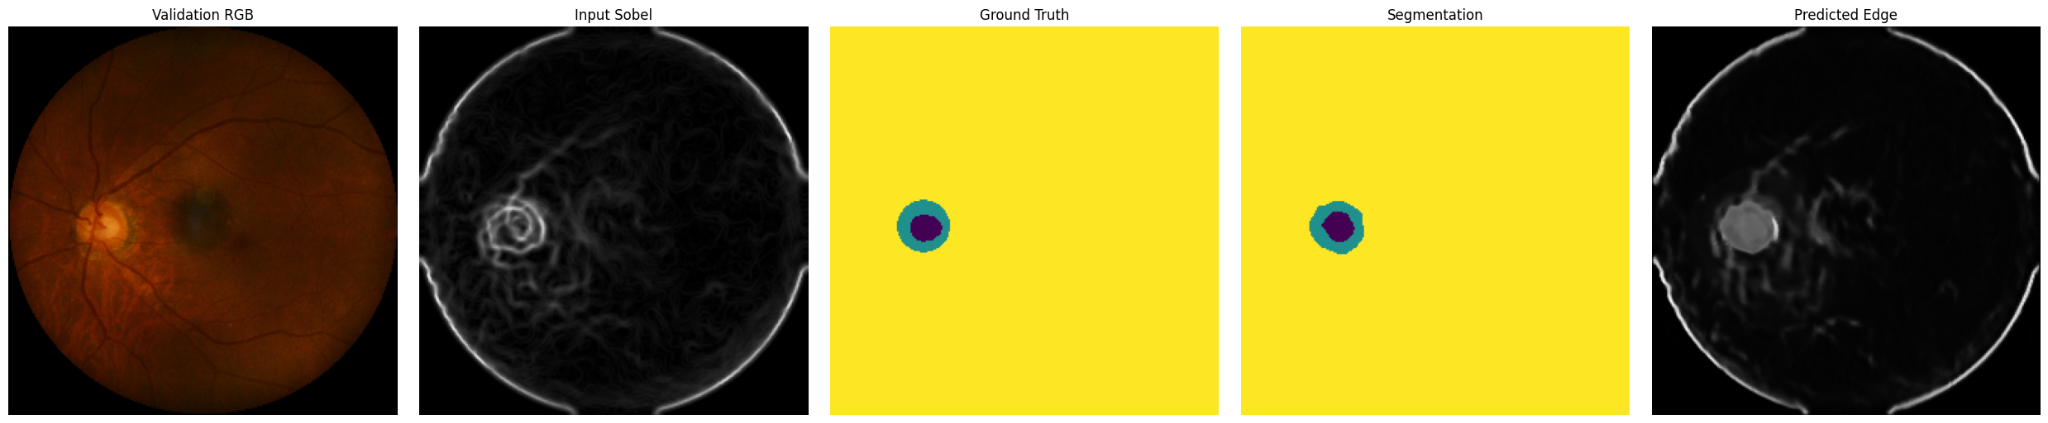 Validation RGB
Input Sobel
Ground Truth
Segmentation
Predicted Edge